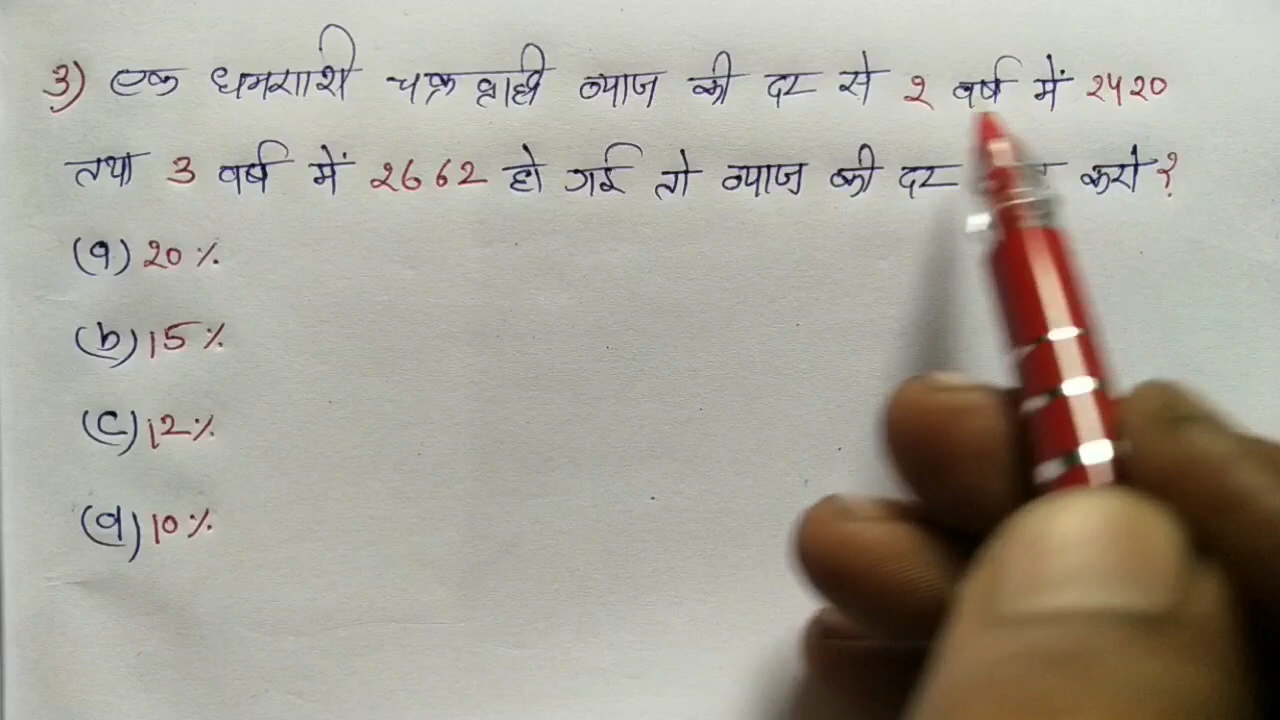 3) एक धनराशी चक्र व्राही ब्याज की दर से 2 वर्ष में 2420
तथा 3 वर्ष में 2662 हो गई तो ब्याज की दर करो ?
(a) 20%
(b) 15%
(c) 12%
(d) 10%